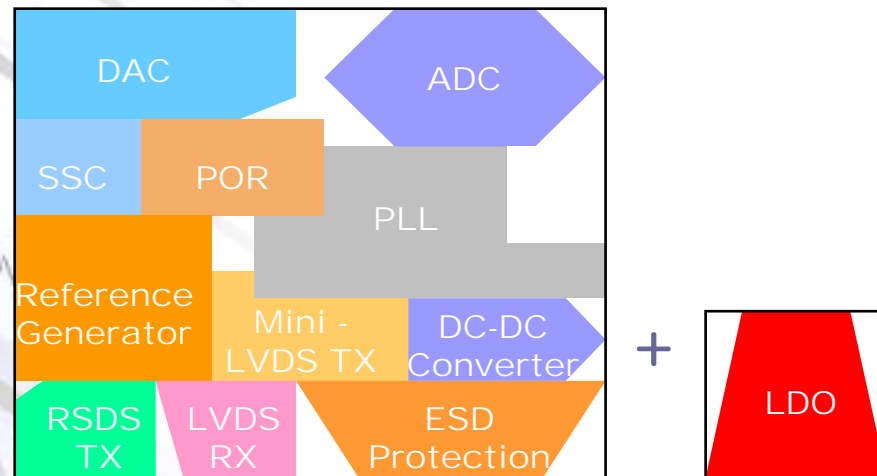 DAC
ADC
SSC
POR
PLL
Reference
Generator
Mini -
LVDS TX
DC-DC
Converter
+
LDO
RSDS
TX
LVDS
RX
ESD
Protection